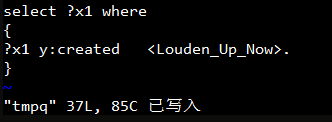 select ?x1 where
{
?x1 y:created   <Louden_Up_Now>.
}
~
"tmpq" 37L, 85C 已写入